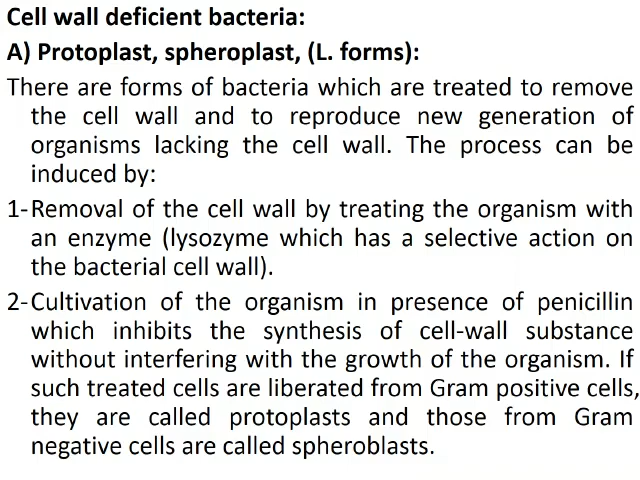 Cell wall deficient bacteria:
A) Protoplast, spheroplast, (L. forms):
There are forms of bacteria which are treated to remove
the cell wall and to reproduce new generation of
organisms lacking the cell wall. The process can be
induced by:
1-Removal of the cell wall by treating the organism with
an enzyme (lysozyme which has a selective action on
the bacterial cell wall).
2-Cultivation of the organism in presence of penicillin
which inhibits the synthesis of cell-wall substance
without interfering with the growth of the organism. If
such treated cells are liberated from Gram positive cells,
they are called protoplasts and those from Gram
negative cells are called spheroblasts.